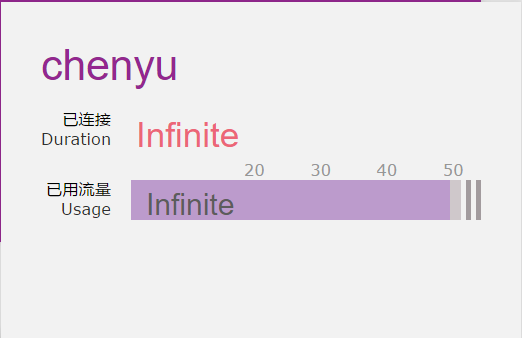 chenyu
已连接
Duration
Infinite
20 30 40 50
已用流量
Usage
Infinite